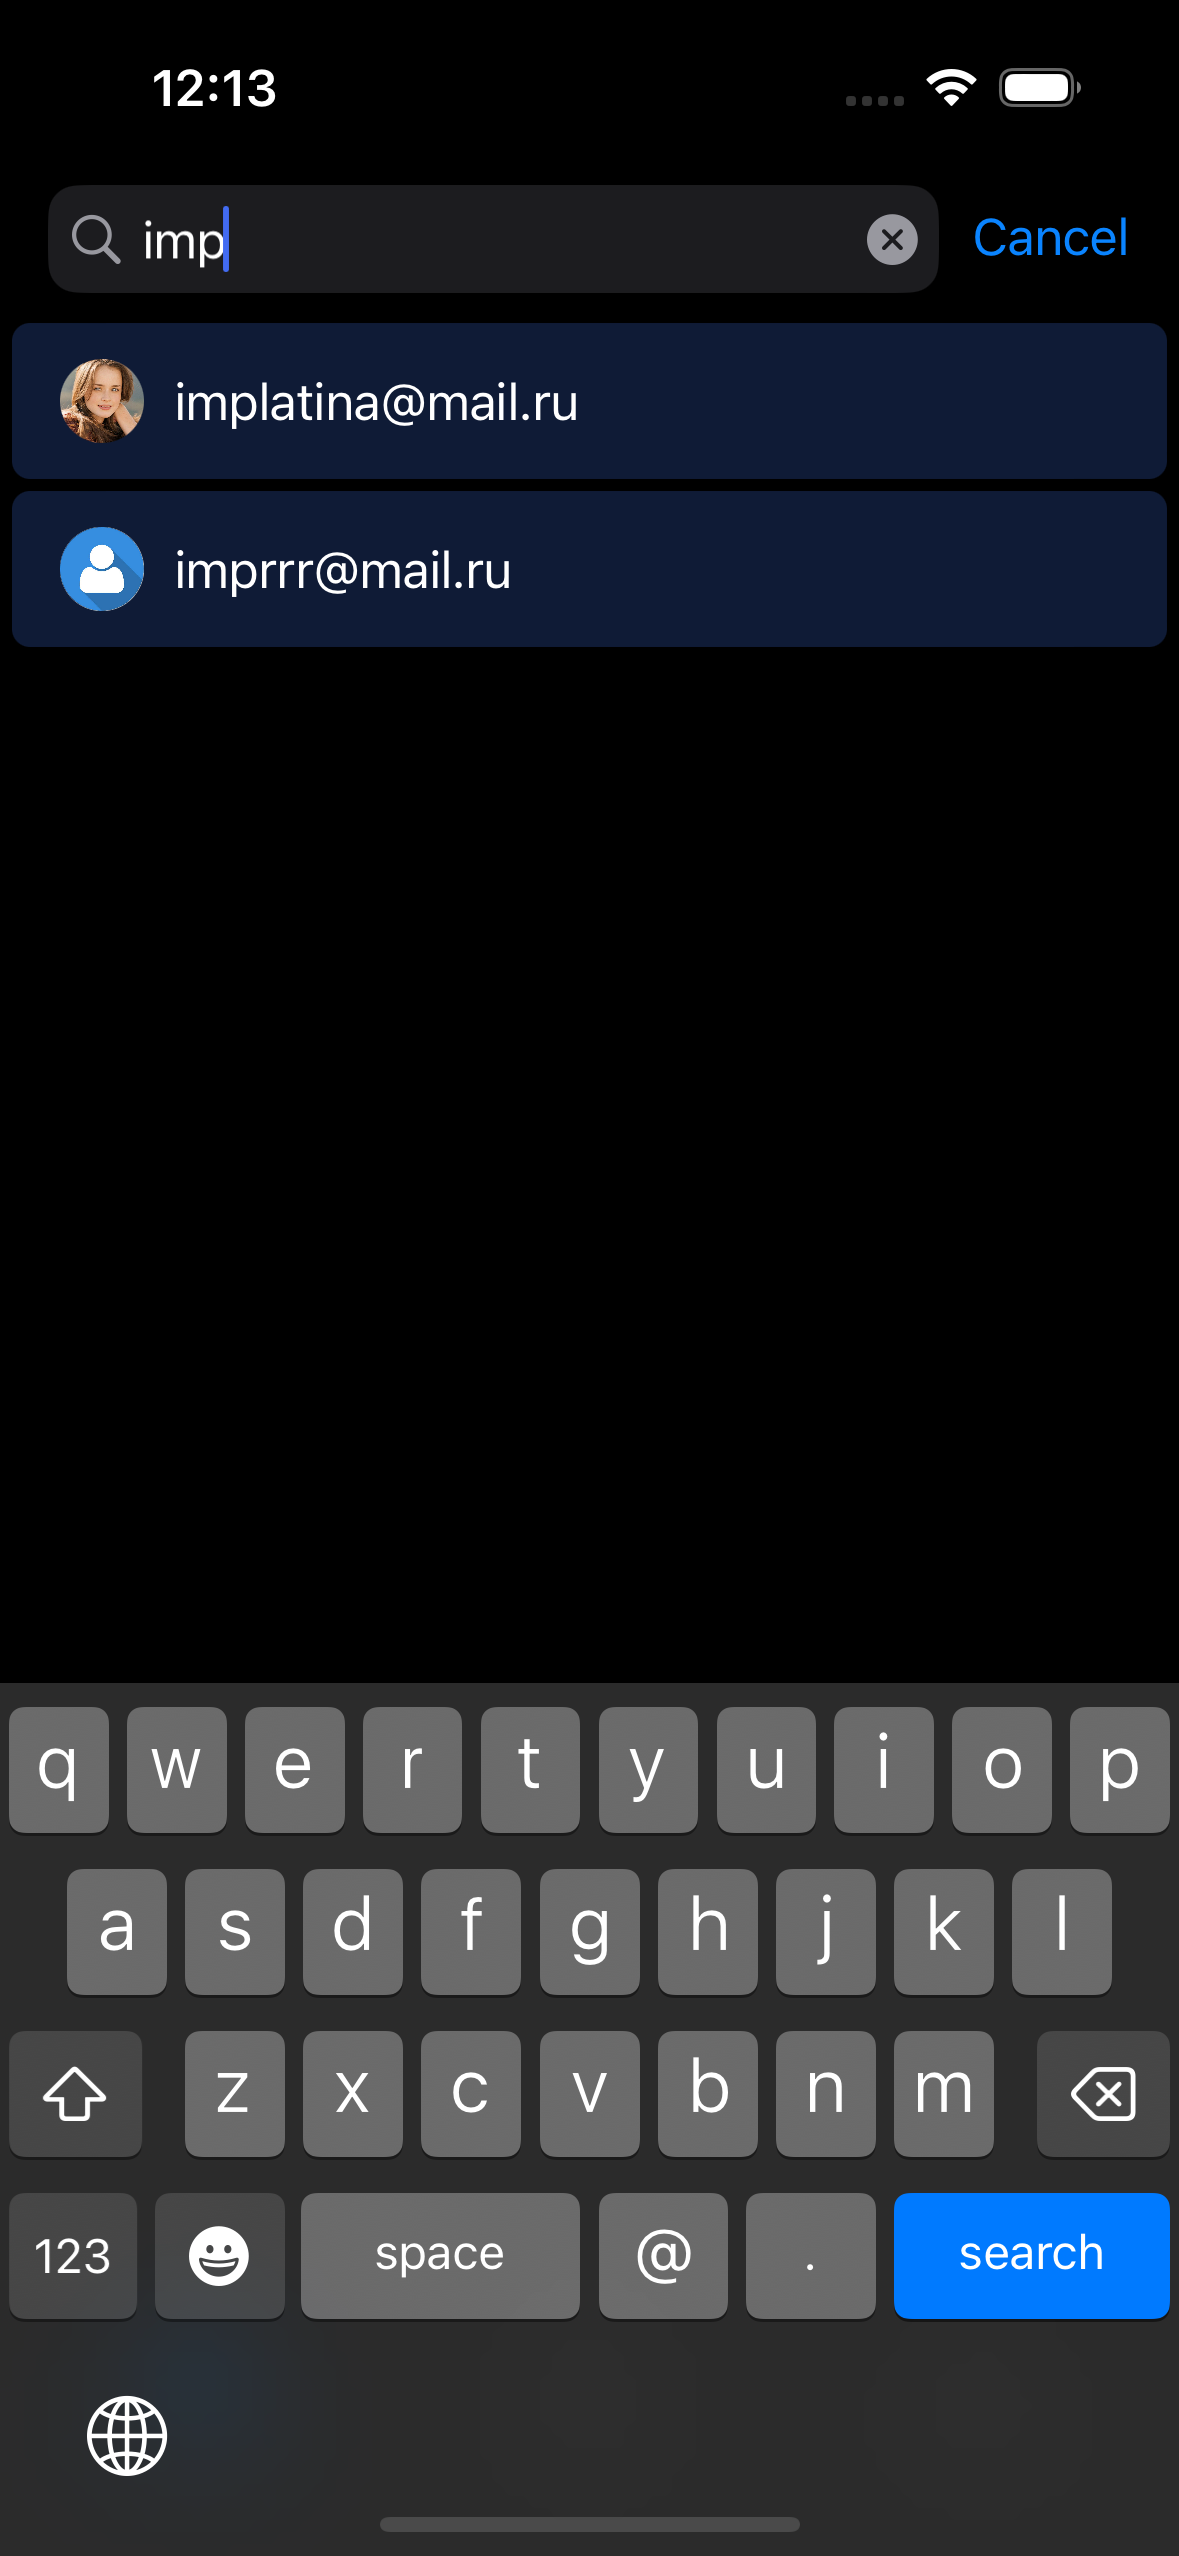 12:13
imp
Cancel
implatina@mail.ru
imprrr@mail.ru
q w e r t y u i o p
a s d f g h j k l
z x c v b n m
123 space @ . search